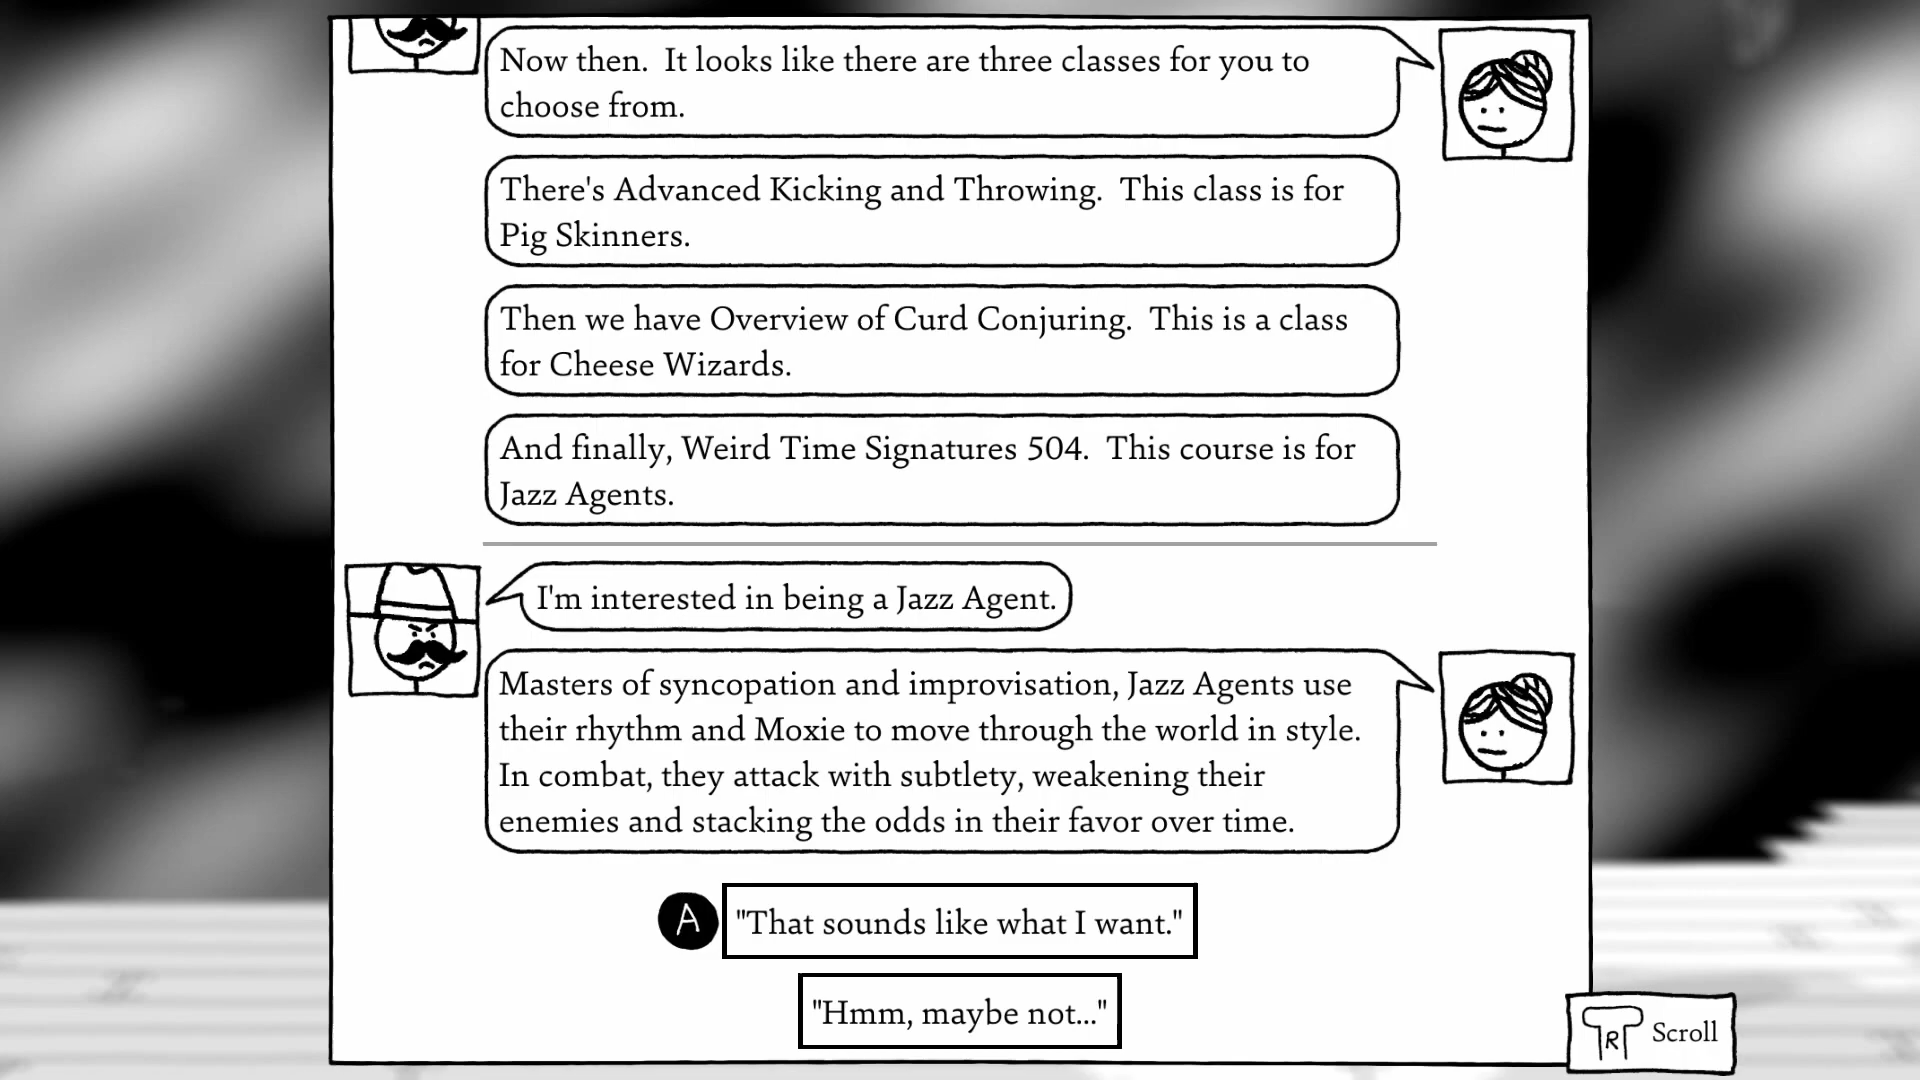 Now then.  It looks like there are three classes for you to
choose from.
There's Advanced Kicking and Throwing.  This class is for
Pig Skinners.
Then we have Overview of Curd Conjuring.  This is a class
for Cheese Wizards.
And finally, Weird Time Signatures 504.  This course is for
Jazz Agents.
I'm interested in being a Jazz Agent.
Masters of syncopation and improvisation, Jazz Agents use
their rhythm and Moxie to move through the world in style.
In combat, they attack with subtlety, weakening their
enemies and stacking the odds in their favor over time.
A "That sounds like what I want."
"Hmm, maybe not..."
R Scroll